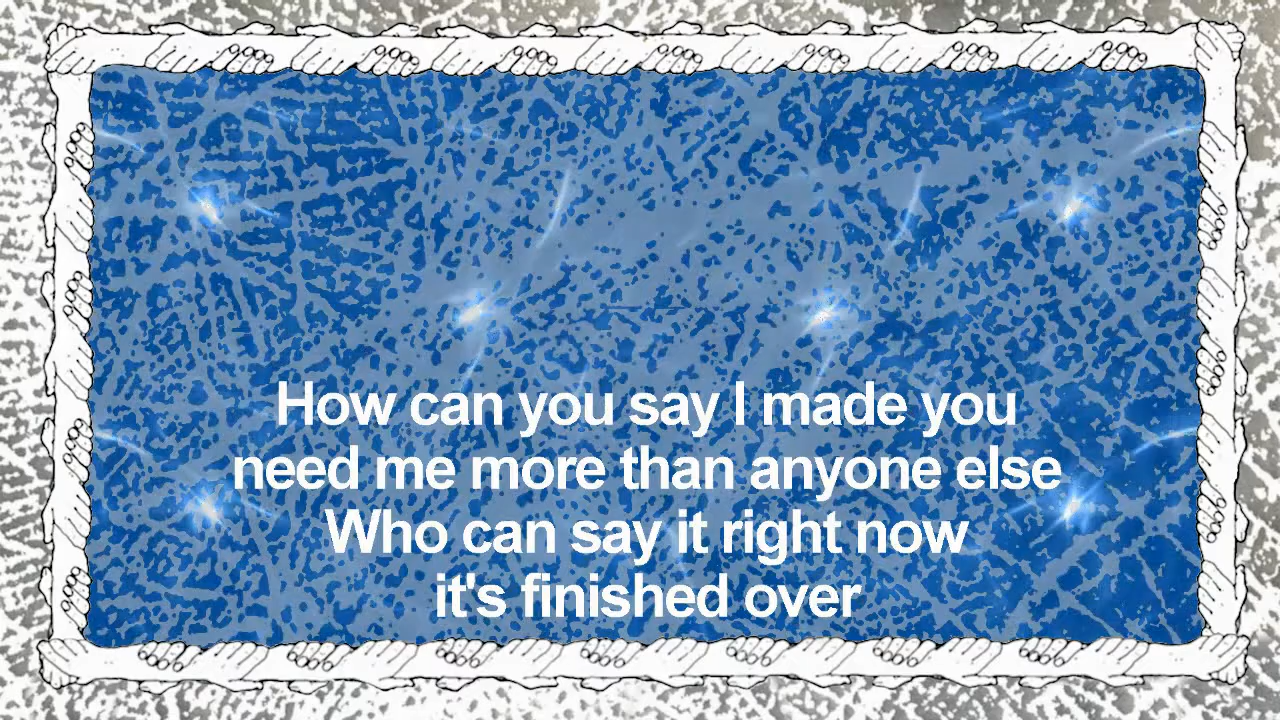 How can you say I made you
need me more than anyone else
Who can say it right now
it's finished over